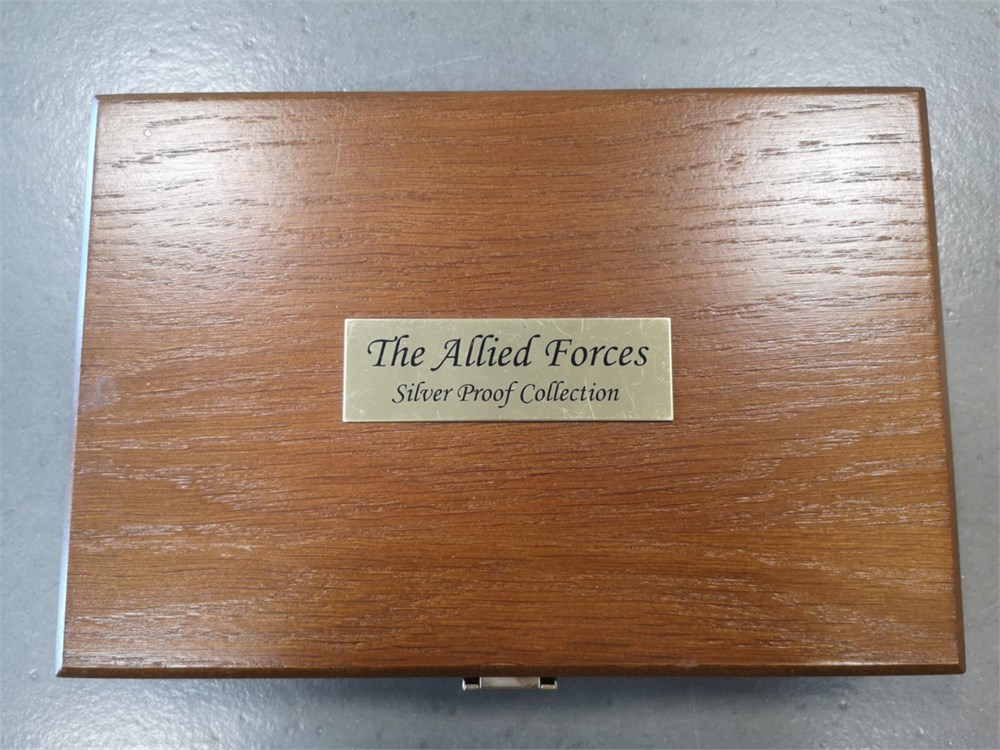 The Allied Forces
Silver Proof Collection